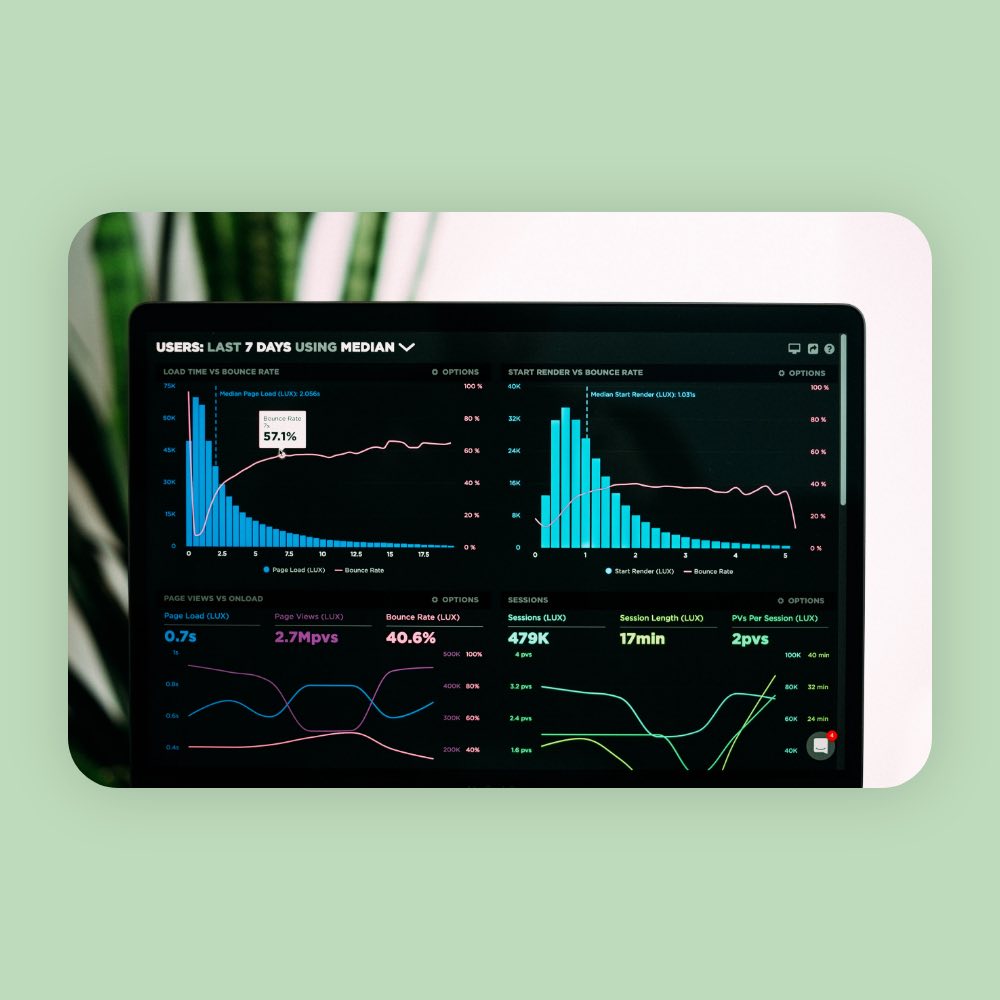 USERS: LAST 7 DAYS USING MEDIAN
LOAD TIME VS BOUNCE RATE
OPTIONS
75K
60K
45K
30K
15K
0
100 %
80 %
60 %
40 %
20 %
0 %
Median Page Load (LUX): 2.056s
Bounce Rate
7s
57.1%
0 2.5 5 7.5 10 12.5 15 17.5
Page Load (LUX) Bounce Rate
START RENDER VS BOUNCE RATE
OPTIONS
40K
32K
24K
16K
8K
0
100 %
80 %
60 %
40 %
20 %
0 %
Median Start Render (LUX): 1.031s
0 1 2 3 4 5
Start Render (LUX) Bounce Rate
PAGE VIEWS VS ONLOAD
OPTIONS
Page Load (LUX) Page Views (LUX) Bounce Rate (LUX)
0.7s 2.7Mpvs 40.6%
1s
0.8s
0.6s
0.4s
500K 100%
400K 80%
300K 60%
200K 40%
SESSIONS
OPTIONS
Sessions (LUX) Session Length (LUX) PVs Per Session (LUX)
479K 17min 2pvs
4 pvs
3.2 pvs
2.4 pvs
1.6 pvs
100K 40 min
80K 32 min
60K 24 min
40K
4